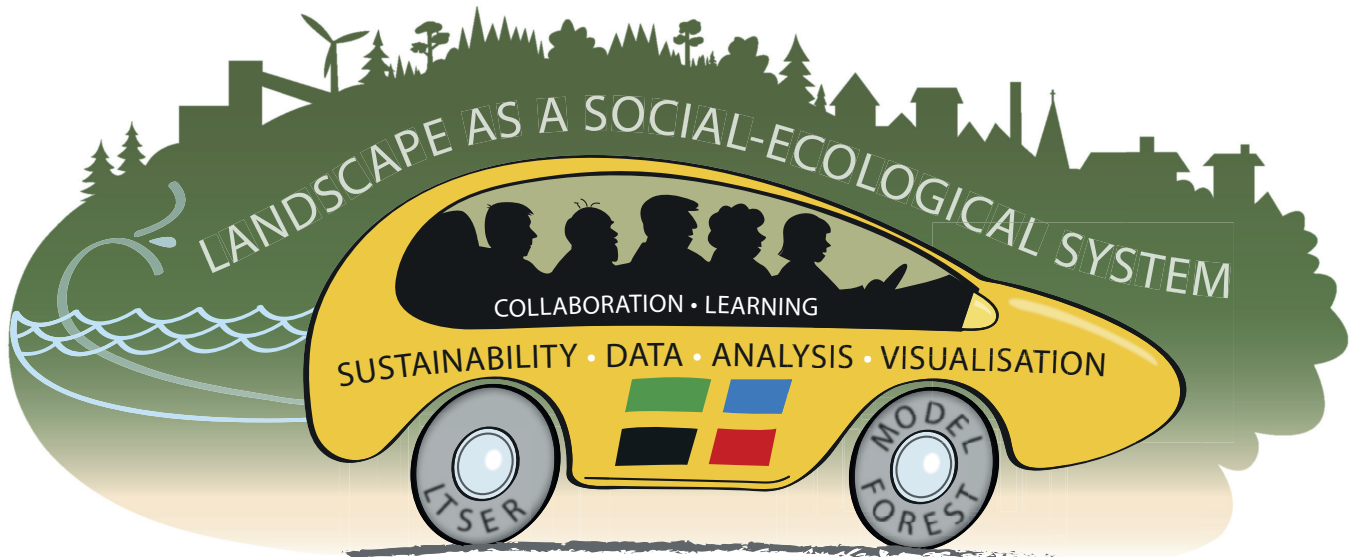 LANDSCAPE AS A SOCIAL-ECOLOGICAL SYSTEM
COLLABORATION • LEARNING
SUSTAINABILITY • DATA • ANALYSIS • VISUALISATION
LTSER
MODEL
FOREST